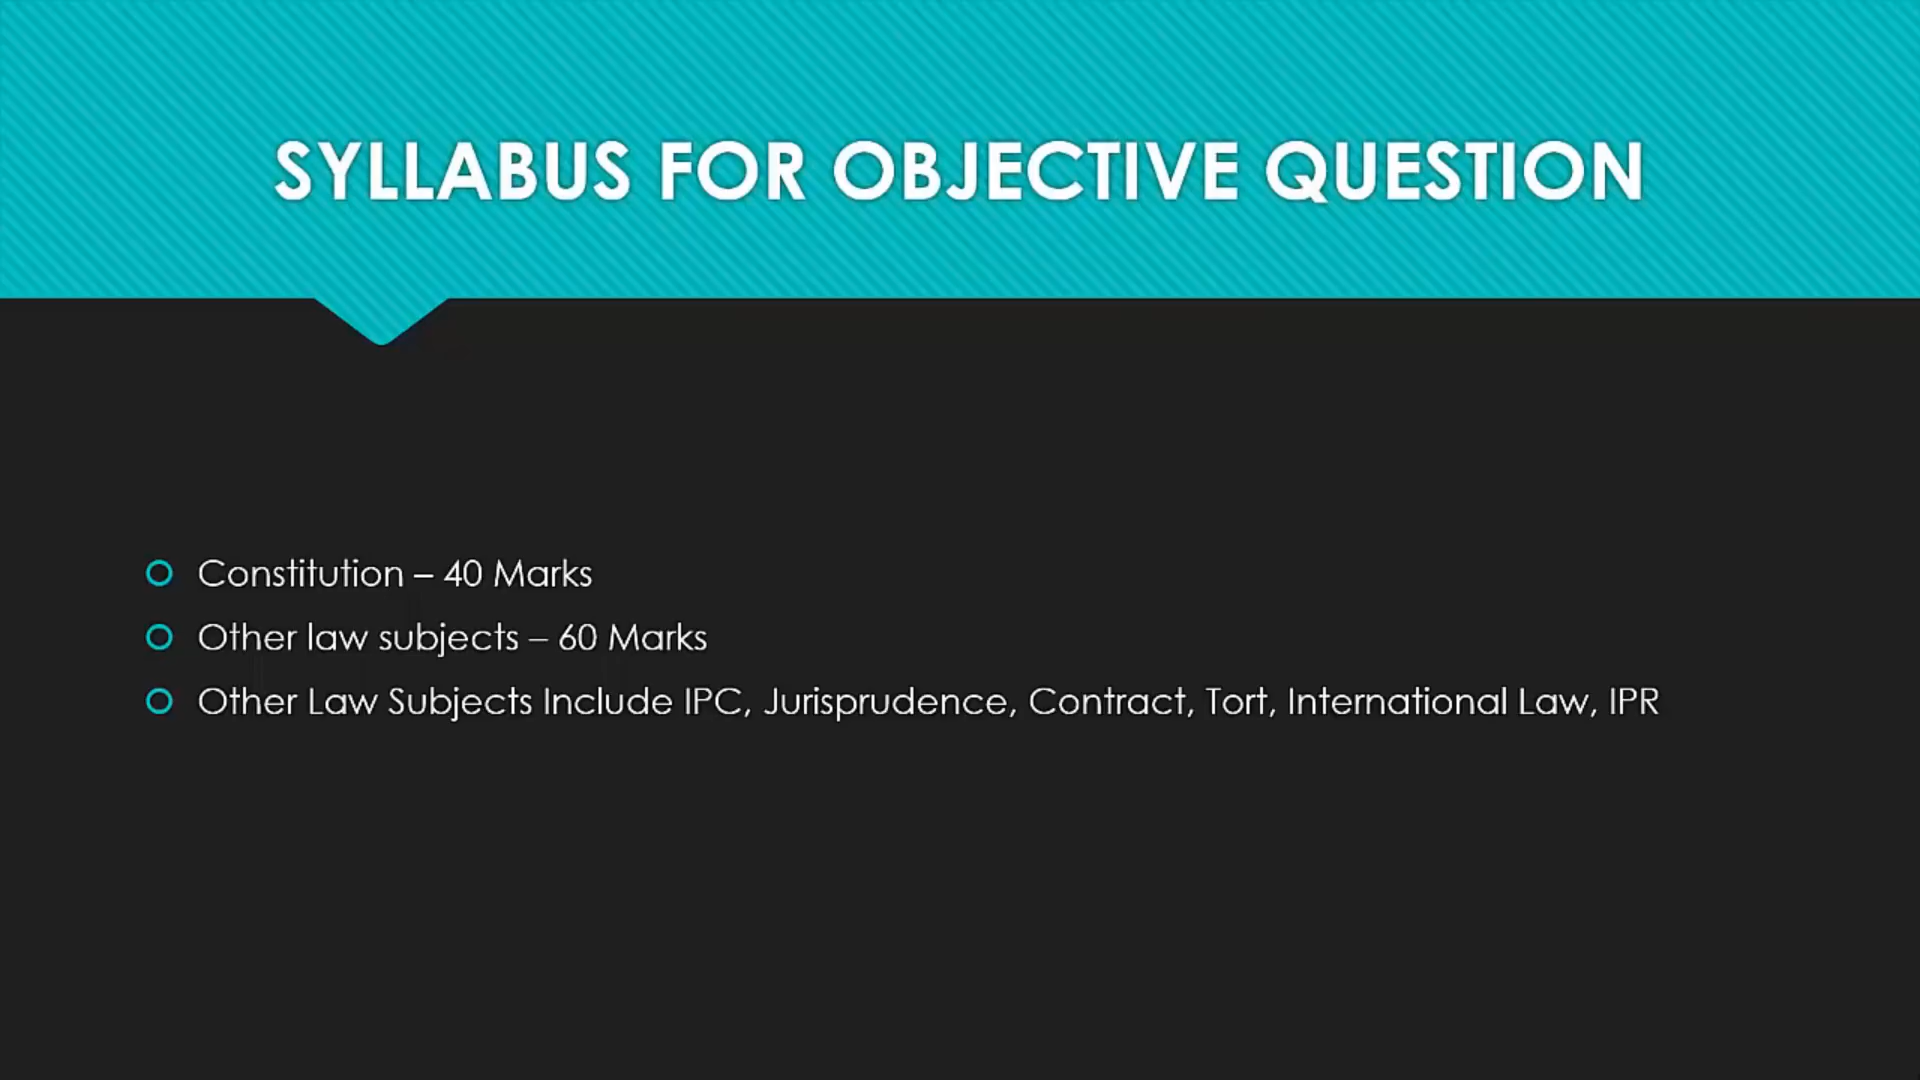 SYLLABUS FOR OBJECTIVE QUESTION
Constitution – 40 Marks
Other law subjects – 60 Marks
Other Law Subjects Include IPC, Jurisprudence, Contract, Tort, International Law, IPR